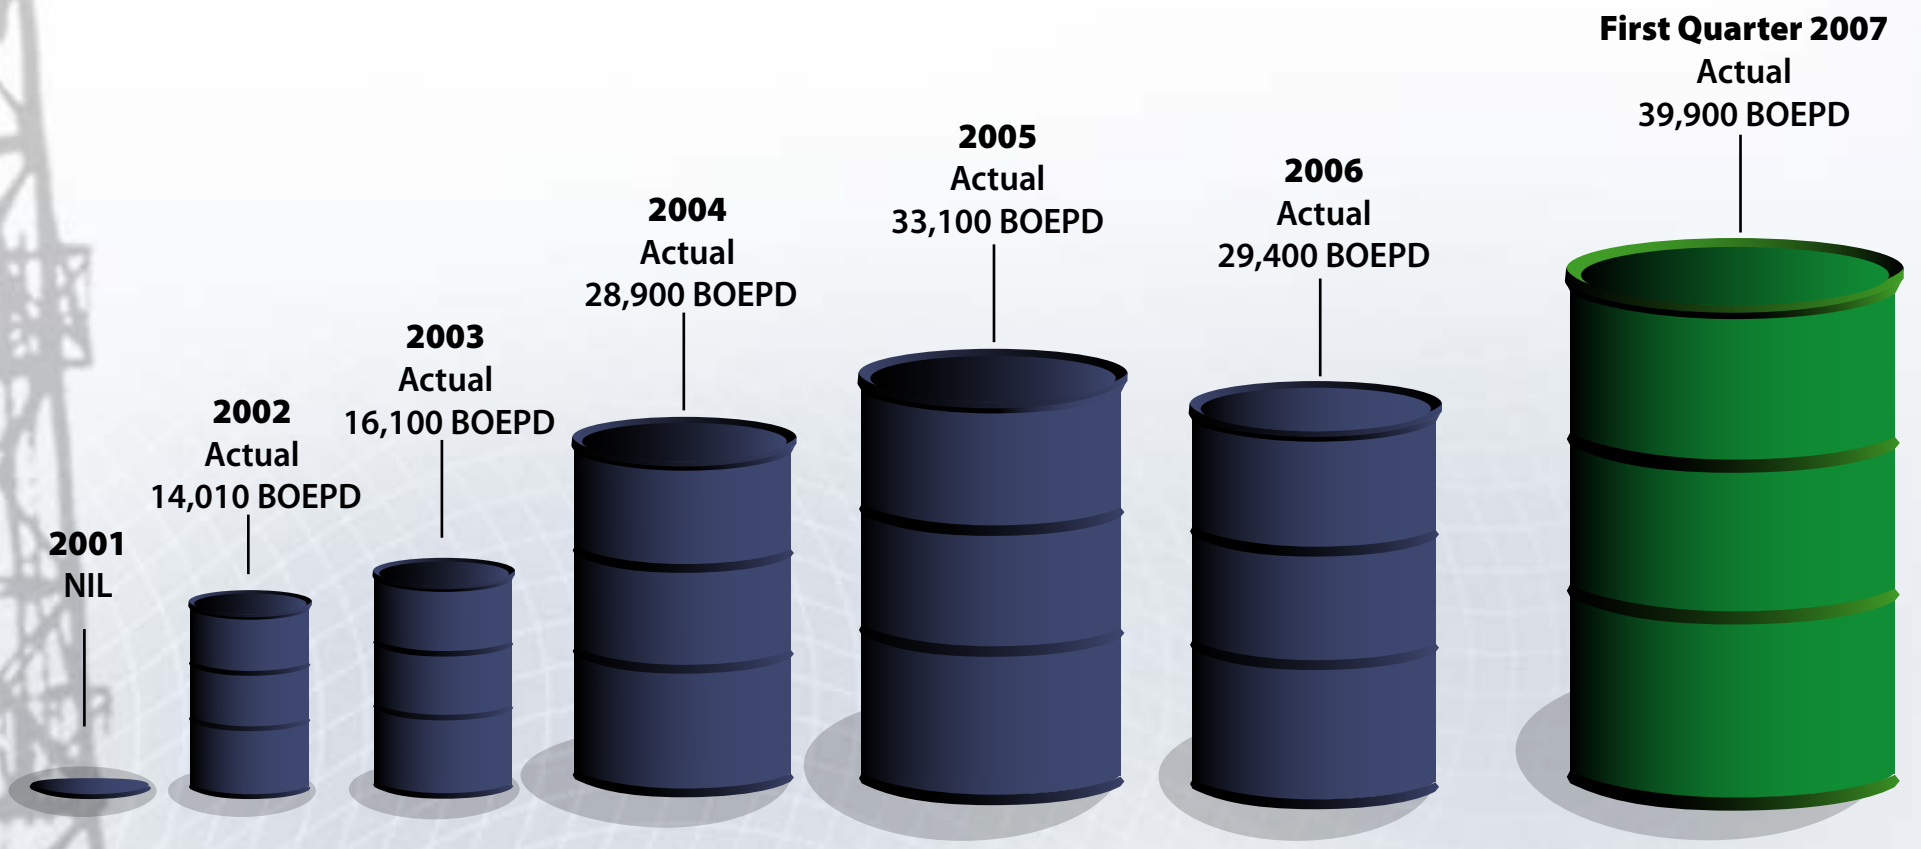 2001
NIL
2002
Actual
14,010 BOEPD
2003
Actual
16,100 BOEPD
2004
Actual
28,900 BOEPD
2005
Actual
33,100 BOEPD
2006
Actual
29,400 BOEPD
First Quarter 2007
Actual
39,900 BOEPD